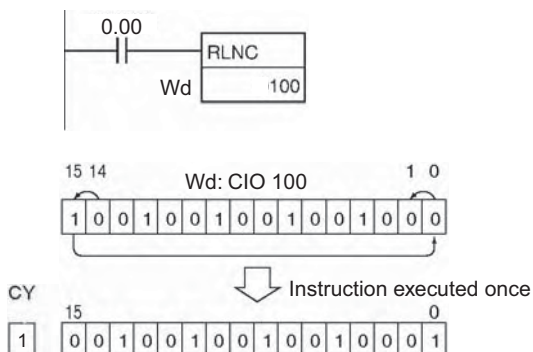 0.00
RLNC
Wd 100
15 14 Wd: CIO 100 1 0
1 0 0 1 0 0 1 0 0 1 0 0 1 0 0 0
Instruction executed once
CY 15 0
1 0 0 1 0 0 1 0 0 1 0 0 1 0 0 0 1